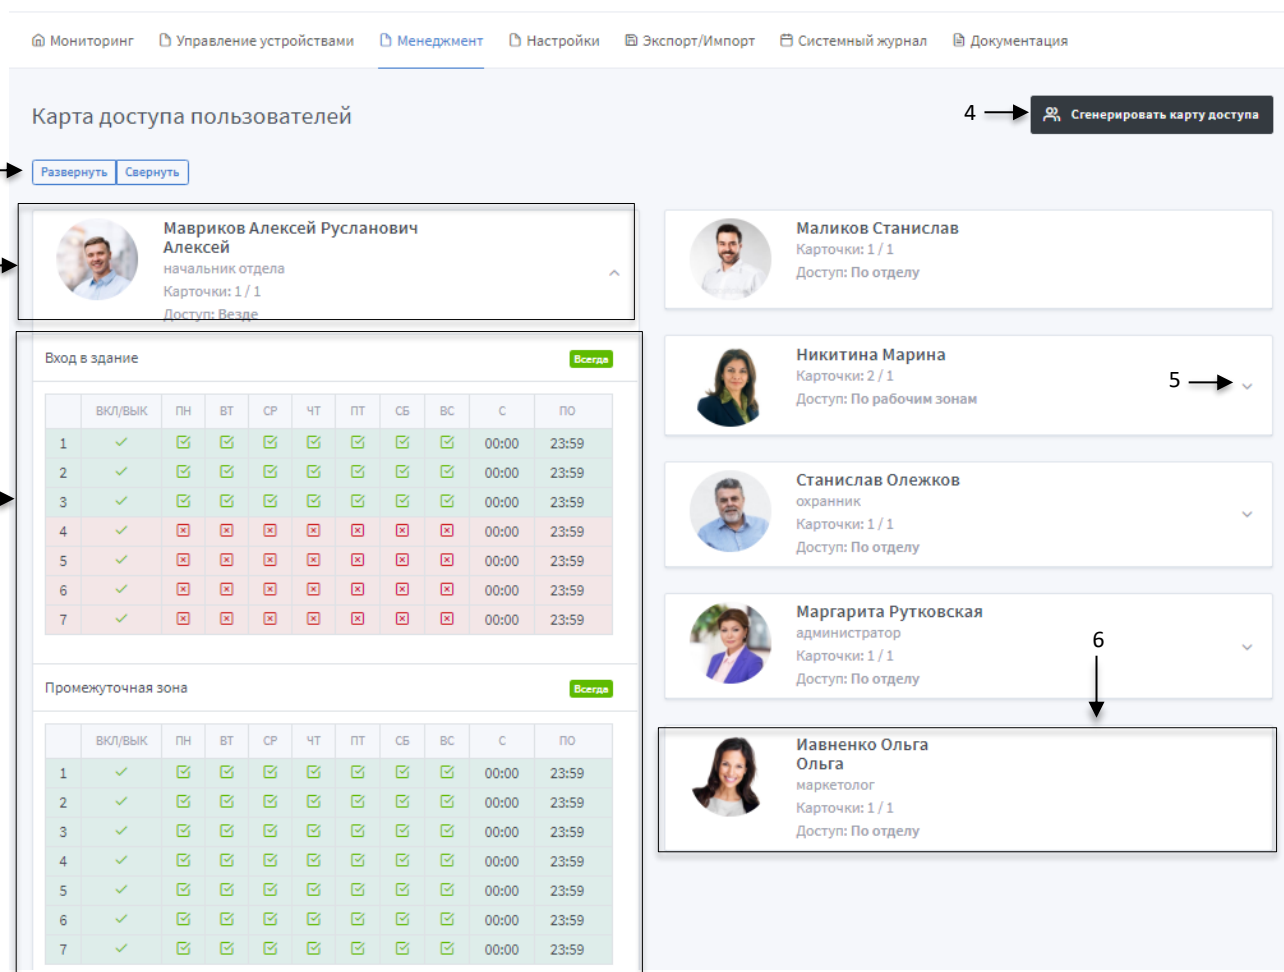 Мониторинг Управление устройствами Менеджмент Настройки Экспорт/Импорт Системный журнал Документация
Карта доступа пользователей
4
Сгенерировать карту доступа
Развернуть Свернуть
Мавриков Алексей Русланович
Алексей
начальник отдела
Карточки: 1 / 1
Доступ: Везде
Вход в здание Всегда
ВКЛ/ВЫК ПН ВТ СР ЧТ ПТ СБ ВС С ПО
1 00:00 23:59
2 00:00 23:59
3 00:00 23:59
4 00:00 23:59
5 00:00 23:59
6 00:00 23:59
7 00:00 23:59
Промежуточная зона Всегда
ВКЛ/ВЫК ПН ВТ СР ЧТ ПТ СБ ВС С ПО
1 00:00 23:59
2 00:00 23:59
3 00:00 23:59
4 00:00 23:59
5 00:00 23:59
6 00:00 23:59
7 00:00 23:59
Маликов Станислав
Карточки: 1 / 1
Доступ: По отделу
Никитина Марина
Карточки: 2 / 1
Доступ: По рабочим зонам
5
Станислав Олежков
охранник
Карточки: 1 / 1
Доступ: По отделу
Маргарита Рутковская
администратор
Карточки: 1 / 1
Доступ: По отделу
6
Иавненко Ольга
Ольга
маркетолог
Карточки: 1 / 1
Доступ: По отделу